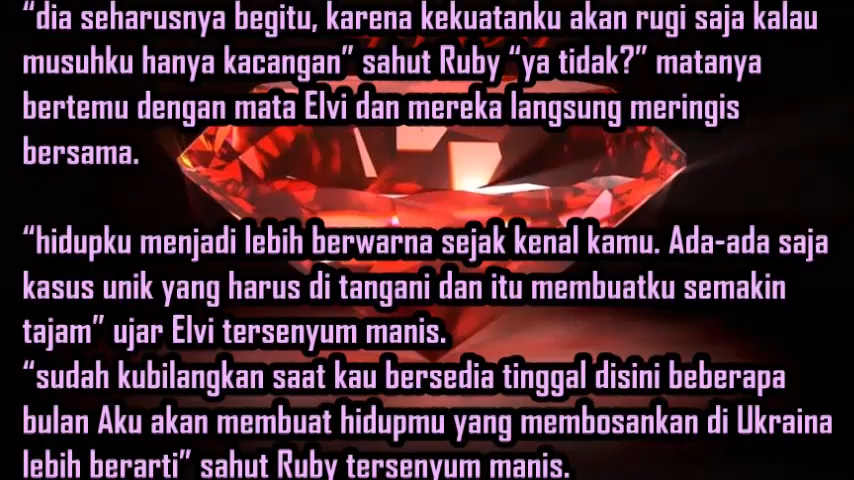 “dia seharusnya begitu, karena kekuatanku akan rugi saja kalau
musuhku hanya kacangan” sahut Ruby “ya tidak?” matanya
bertemu dengan mata Elvi dan mereka langsung meringis
bersama.
“hidupku menjadi lebih berwarna sejak kenal kamu. Ada-ada saja
kasus unik yang harus di tangani dan itu membuatku semakin
tajam” ujar Elvi tersenyum manis.
“sudah kubilangkan saat kau bersedia tinggal disini beberapa
bulan Aku akan membuat hidupmu yang membosankan di Ukraina
lebih berarti” sahut Ruby tersenyum manis.